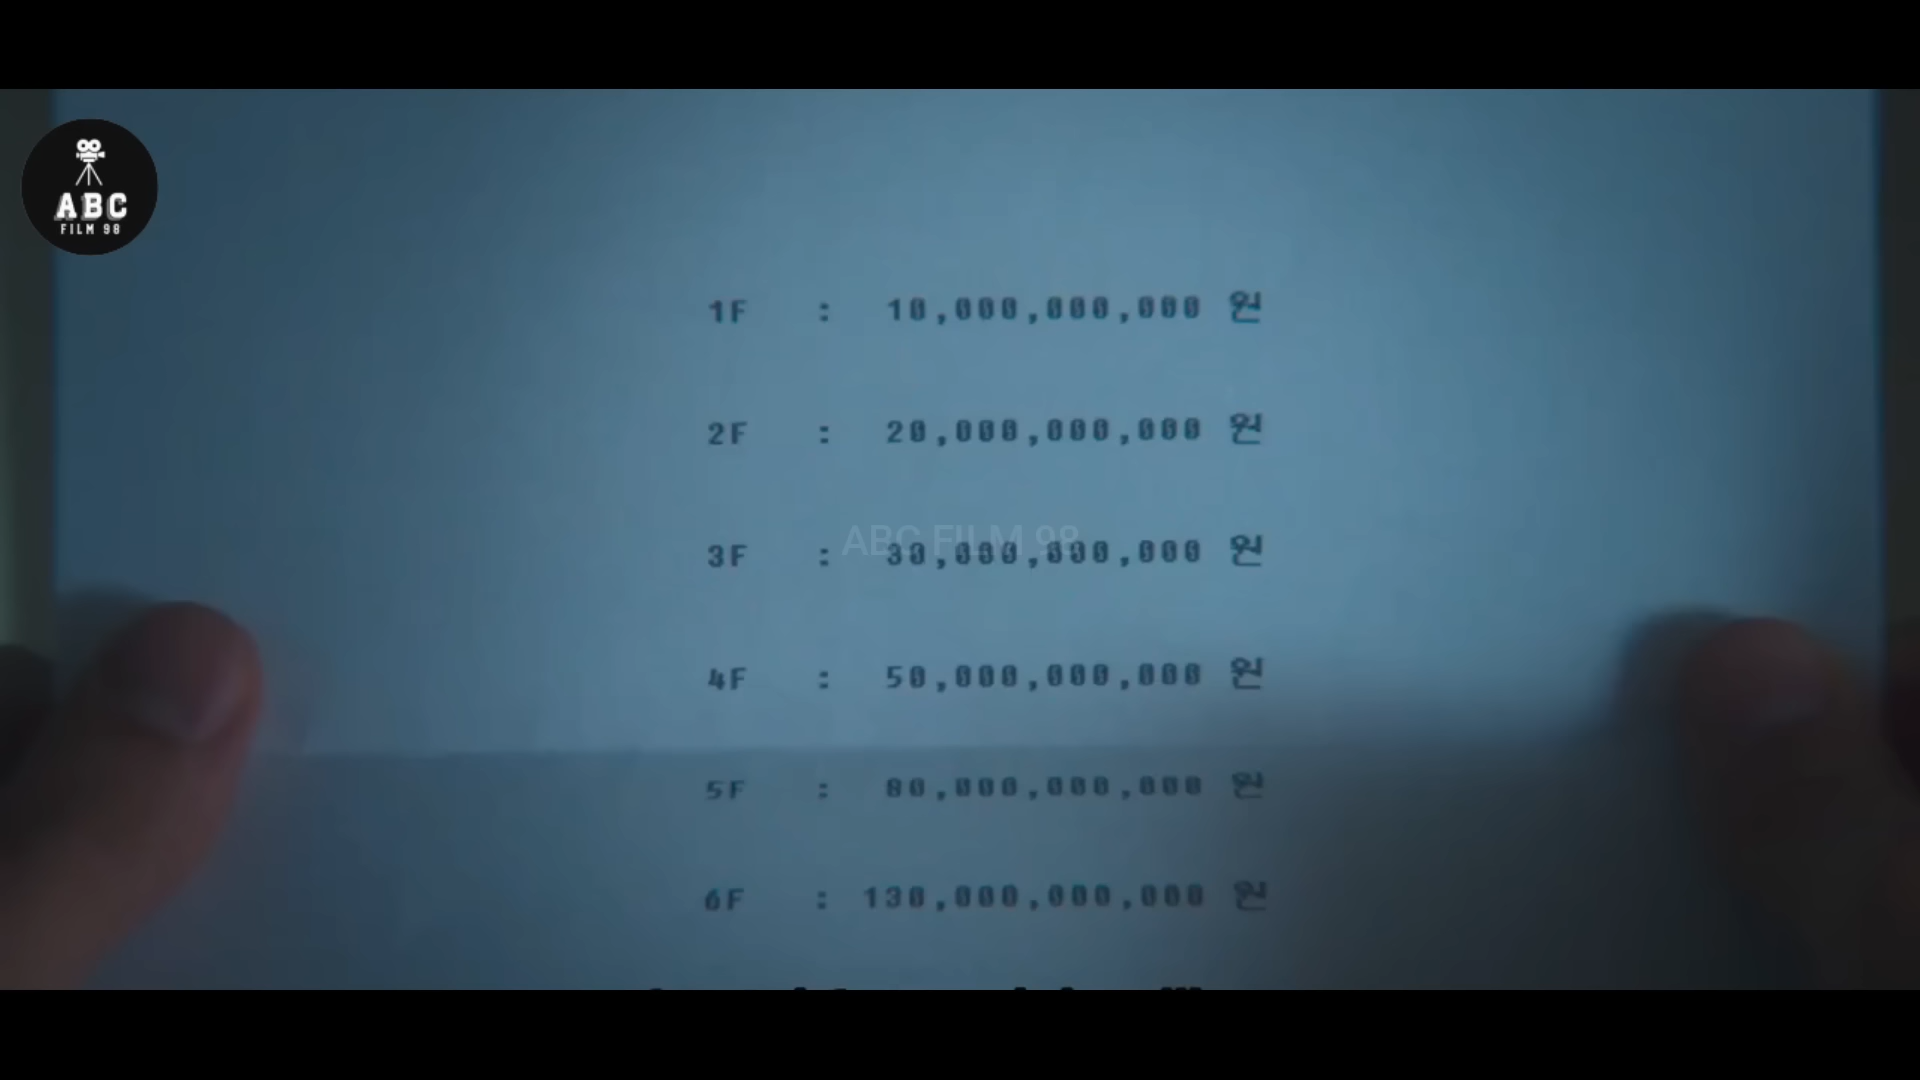 ABC
FILM 98
1F : 10,000,000,000 원
2F : 20,000,000,000 원
ABC FILM 98
3F : 30,000,000,000 원
4F : 50,000,000,000 원
5F : 80,000,000,000 원
6F : 130,000,000,000 원